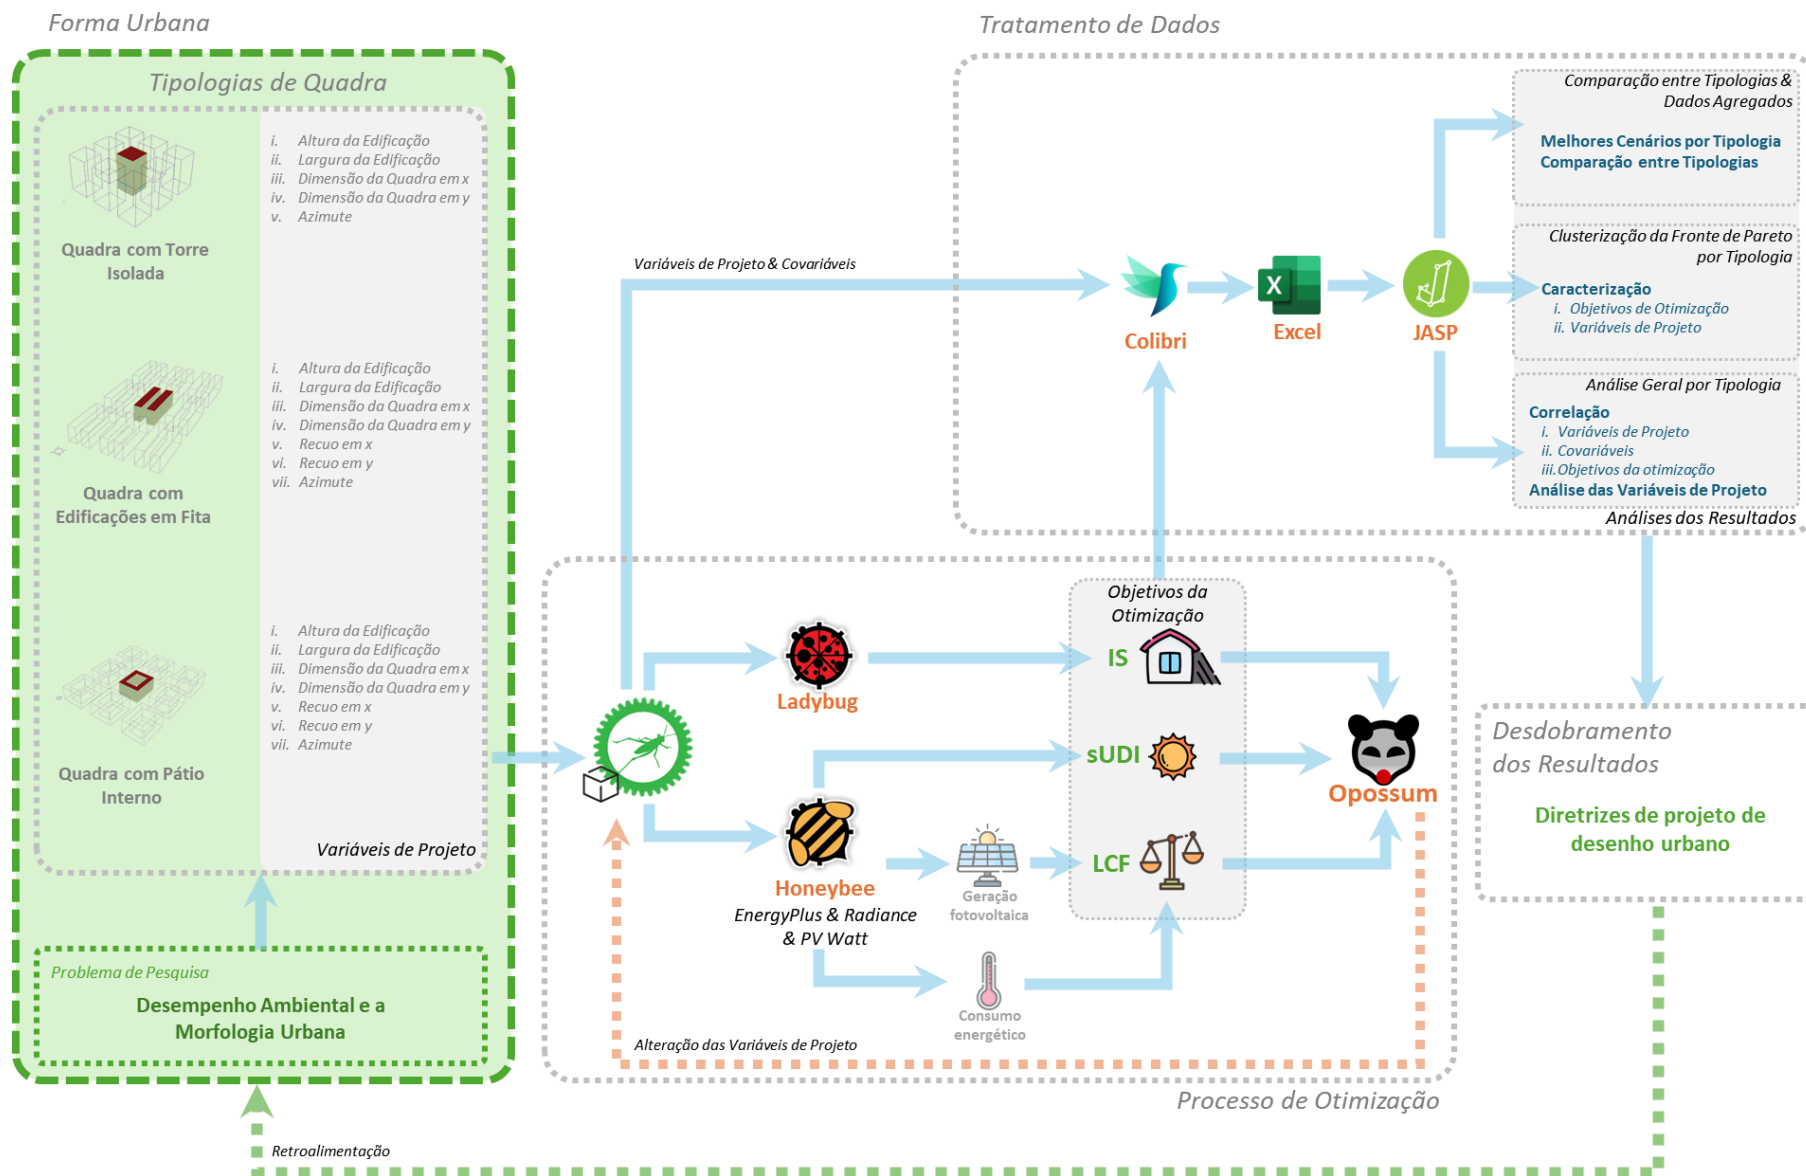 Forma Urbana
Tipologias de Quadra
Quadra com Torre
Isolada
i. Altura da Edificação
ii. Largura da Edificação
iii. Dimensão da Quadra em x
iv. Dimensão da Quadra em y
v. Azimute
Quadra com
Edificações em Fita
i. Altura da Edificação
ii. Largura da Edificação
iii. Dimensão da Quadra em x
iv. Dimensão da Quadra em y
v. Recuo em x
vi. Recuo em y
vii. Azimute
Quadra com Pátio
Interno
i. Altura da Edificação
ii. Largura da Edificação
iii. Dimensão da Quadra em x
iv. Dimensão da Quadra em y
v. Recuo em x
vi. Recuo em y
vii. Azimute
Variáveis de Projeto
Problema de Pesquisa
Desempenho Ambiental e a
Morfologia Urbana
Retroalimentação
Variáveis de Projeto & Covariáveis
Ladybug
Honeybee
EnergyPlus & Radiance
& PV Watt
Geração
fotovoltaica
Consumo
energético
Objetivos da
Otimização
IS
sUDI
LCF
Opossum
Alteração das Variáveis de Projeto
Processo de Otimização
Tratamento de Dados
Colibri
X
Excel
JASP
Comparação entre Tipologias &
Dados Agregados
Melhores Cenários por Tipologia
Comparação entre Tipologias
Clusterização da Fronte de Pareto
por Tipologia
Caracterização
i. Objetivos de Otimização
ii. Variáveis de Projeto
Análise Geral por Tipologia
Correlação
i. Variáveis de Projeto
ii. Covariáveis
iii. Objetivos da otimização
Análise das Variáveis de Projeto
Análises dos Resultados
Desdobramento
dos Resultados
Diretrizes de projeto de
desenho urbano